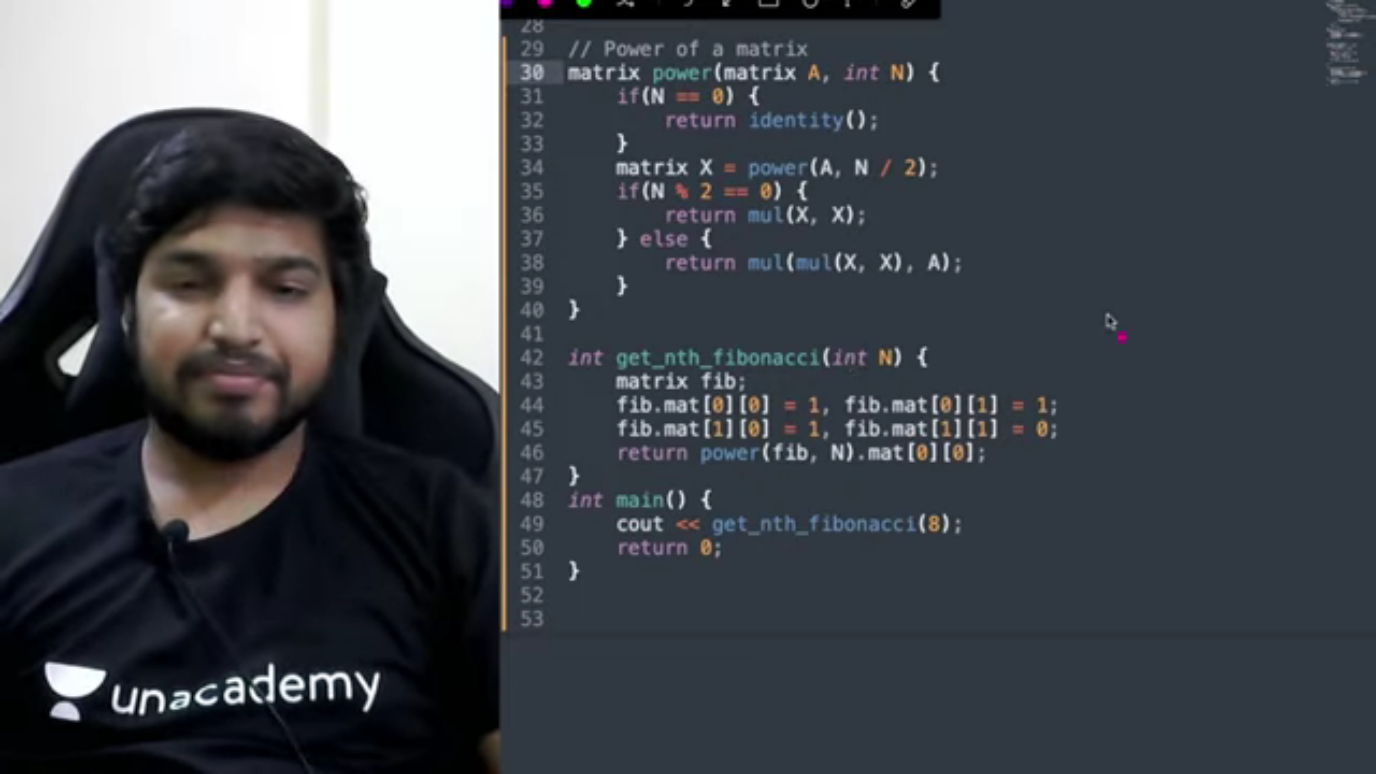 unacademy
28
29 // Power of a matrix
30 matrix power(matrix A, int N) {
31     if(N == 0) {
32         return identity();
33     }
34     matrix X = power(A, N / 2);
35     if(N % 2 == 0) {
36         return mul(X, X);
37     } else {
38         return mul(mul(X, X), A);
39     }
40 }
41
42 int get_nth_fibonacci(int N) {
43     matrix fib;
44     fib.mat[0][0] = 1, fib.mat[0][1] = 1;
45     fib.mat[1][0] = 1, fib.mat[1][1] = 0;
46     return power(fib, N).mat[0][0];
47 }
48 int main() {
49     cout << get_nth_fibonacci(8);
50     return 0;
51 }
52
53